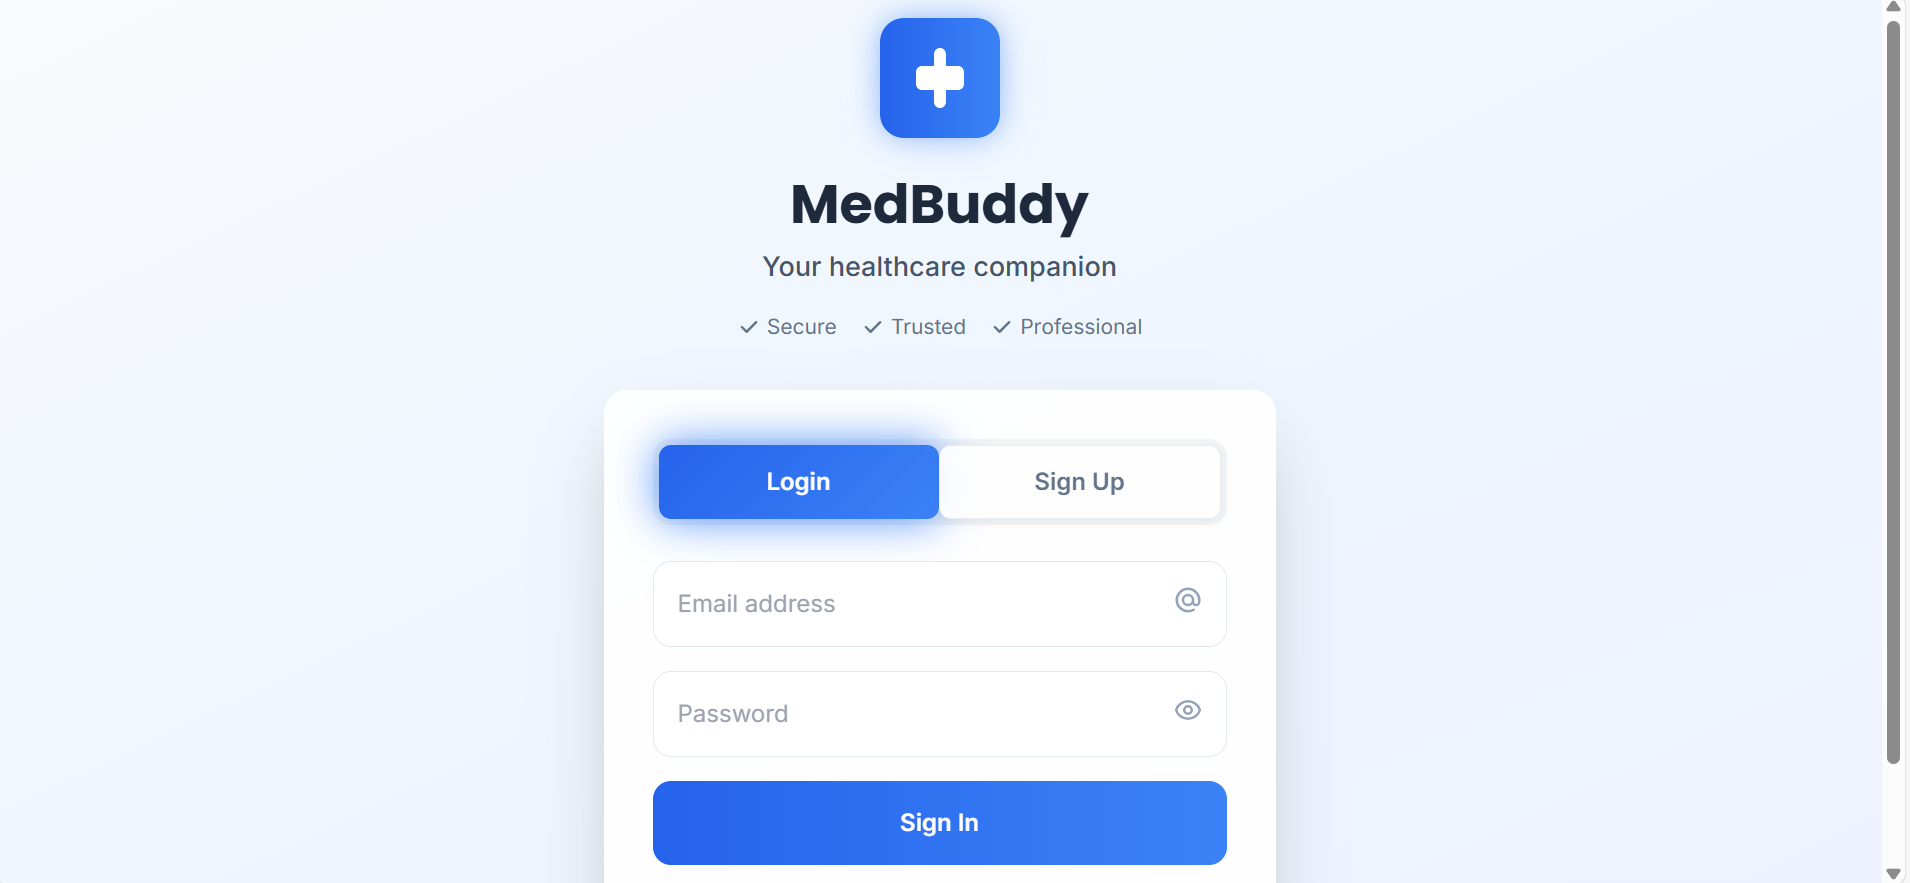 MedBuddy
Your healthcare companion
Secure Trusted Professional
Login Sign Up
Email address
Password
Sign In